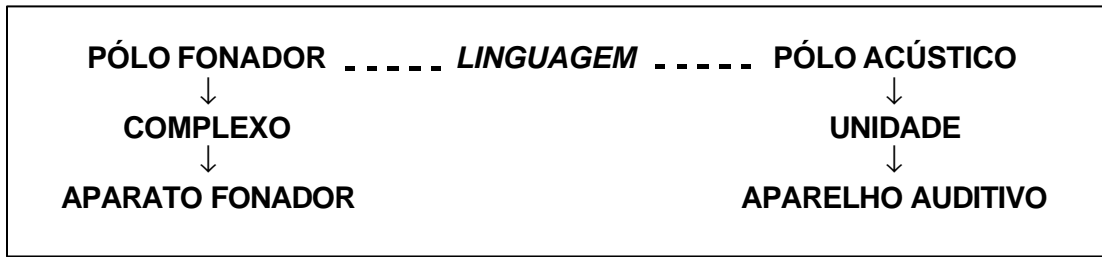 PÓLO FONADOR - - - - - LINGUAGEM - - - - - PÓLO ACÚSTICO
↓ ↓
COMPLEXO UNIDADE
↓ ↓
APARATO FONADOR APARELHO AUDITIVO